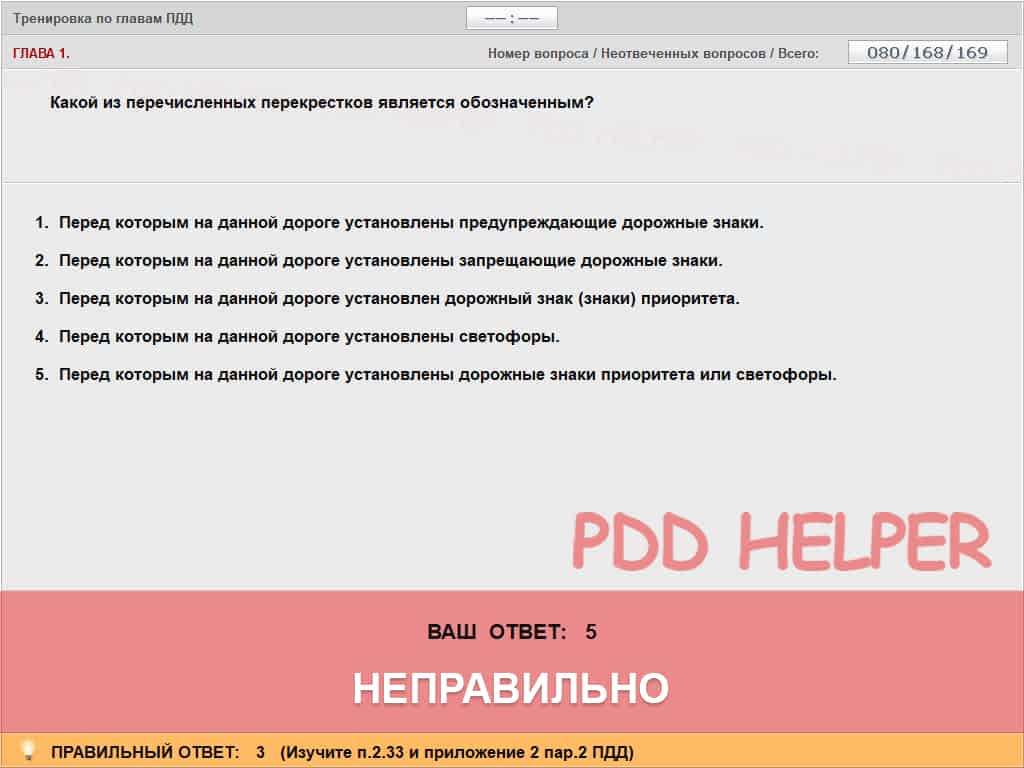 Тренировка по главам ПДД
—— : ——
ГЛАВА 1.
Номер вопроса / Неотвеченных вопросов / Всего: 080/168/169
Какой из перечисленных перекрестков является обозначенным?
1. Перед которым на данной дороге установлены предупреждающие дорожные знаки.
2. Перед которым на данной дороге установлены запрещающие дорожные знаки.
3. Перед которым на данной дороге установлен дорожный знак (знаки) приоритета.
4. Перед которым на данной дороге установлены светофоры.
5. Перед которым на данной дороге установлены дорожные знаки приоритета или светофоры.
PDD HELPER
ВАШ ОТВЕТ: 5
НЕПРАВИЛЬНО
ПРАВИЛЬНЫЙ ОТВЕТ: 3 (Изучите п.2.33 и приложение 2 пар.2 ПДД)